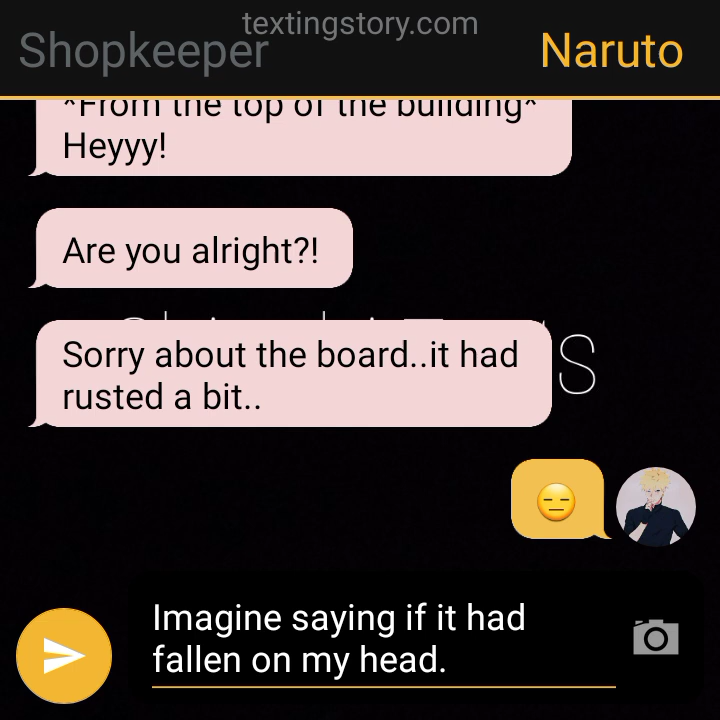 textingstory.com
Shopkeeper
Naruto
*From the top of the building*
Heyyy!
Are you alright?!
Sorry about the board..it had
rusted a bit..
S
😑
Imagine saying if it had
fallen on my head.